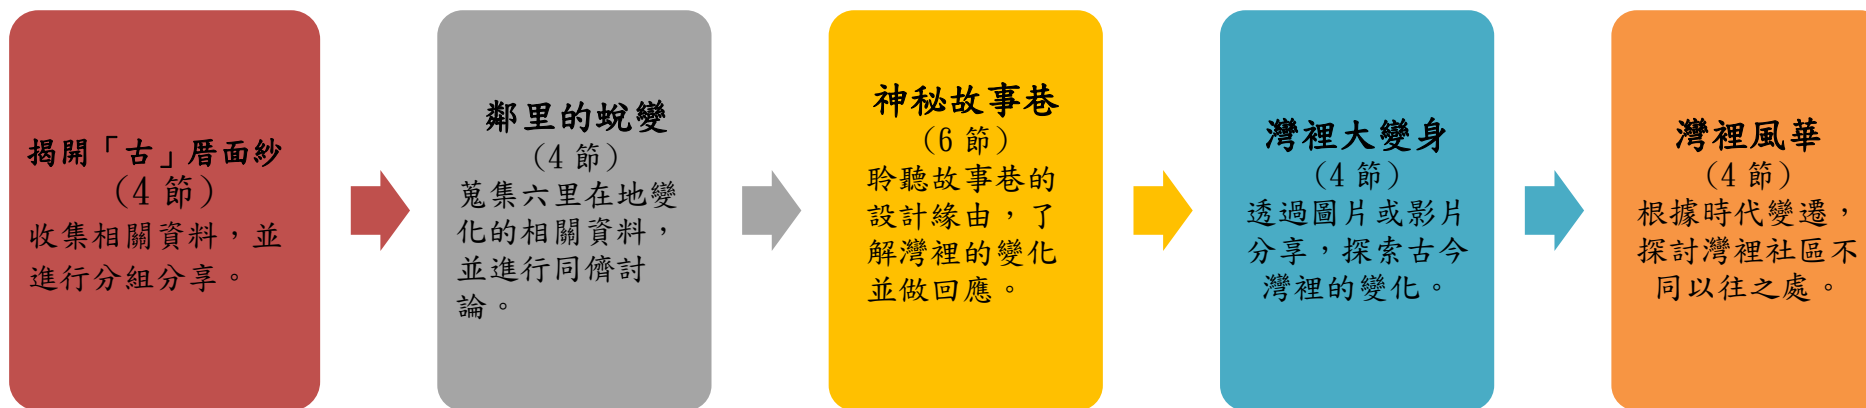 揭開「古」厝面紗
（4 節）
收集相關資料，並
進行分組分享。
鄰里的蛻變
（4 節）
蒐集六里在地變
化的相關資料，
並進行同儕討
論。
神秘故事巷
（6 節）
聆聽故事巷的
設計緣由，了
解灣裡的變化
並做回應。
灣裡大變身
（4 節）
透過圖片或影片
分享，探索古今
灣裡的變化。
灣裡風華
（4 節）
根據時代變遷，
探討灣裡社區不
同以往之處。